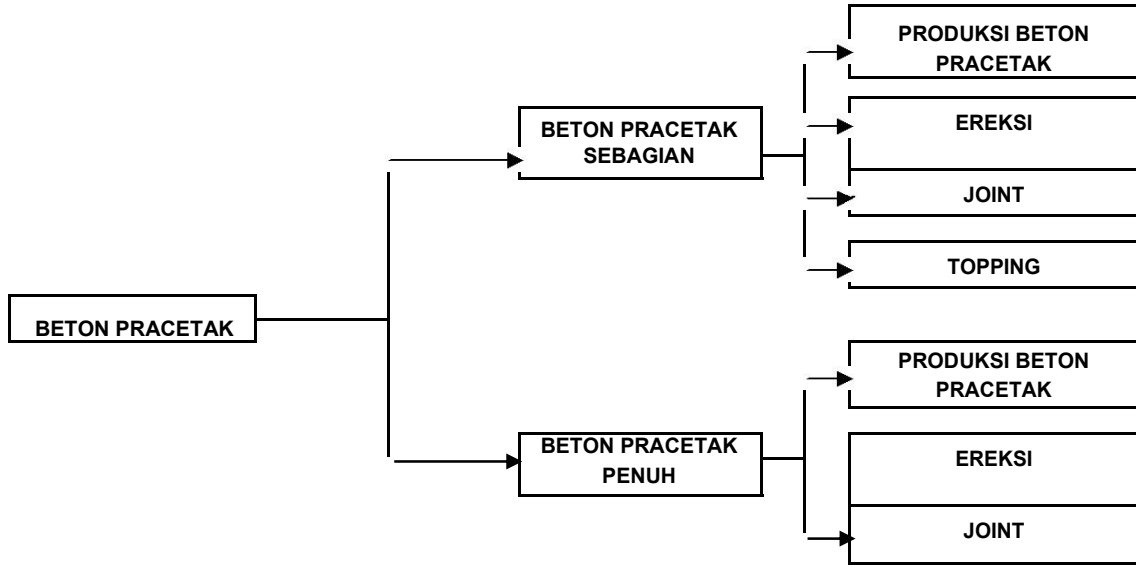 PRODUKSI BETON
PRACETAK
BETON PRACETAK
SEBAGIAN
EREKSI
JOINT
TOPPING
BETON PRACETAK
PRODUKSI BETON
PRACETAK
BETON PRACETAK
PENUH
EREKSI
JOINT